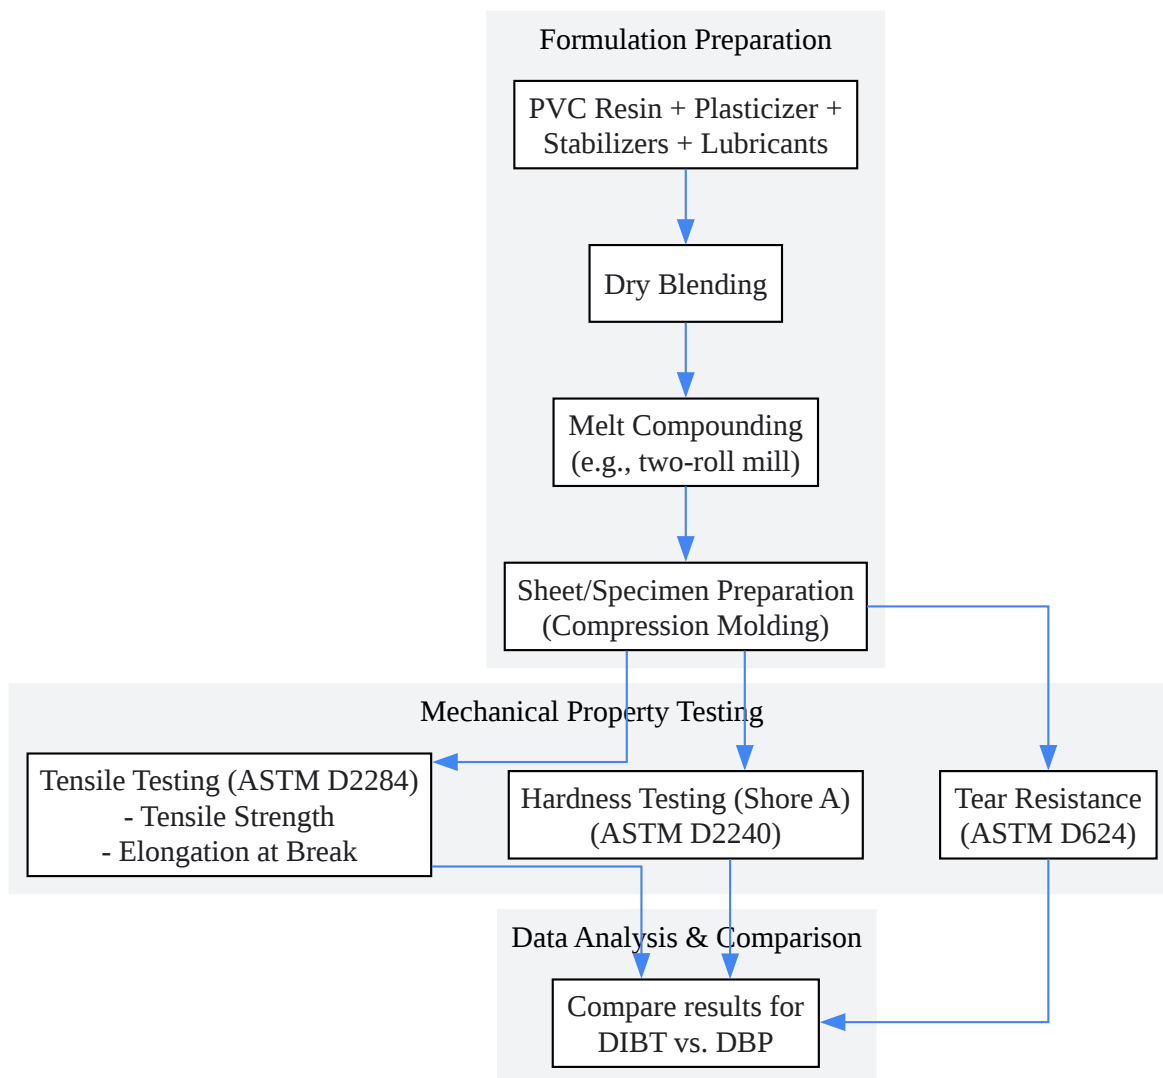 Formulation Preparation
PVC Resin + Plasticizer +
Stabilizers + Lubricants
Dry Blending
Melt Compounding
(e.g., two-roll mill)
Sheet/Specimen Preparation
(Compression Molding)
Mechanical Property Testing
Tensile Testing (ASTM D2284)
- Tensile Strength
- Elongation at Break
Hardness Testing (Shore A)
(ASTM D2240)
Tear Resistance
(ASTM D624)
Data Analysis & Comparison
Compare results for
DIBT vs. DBP